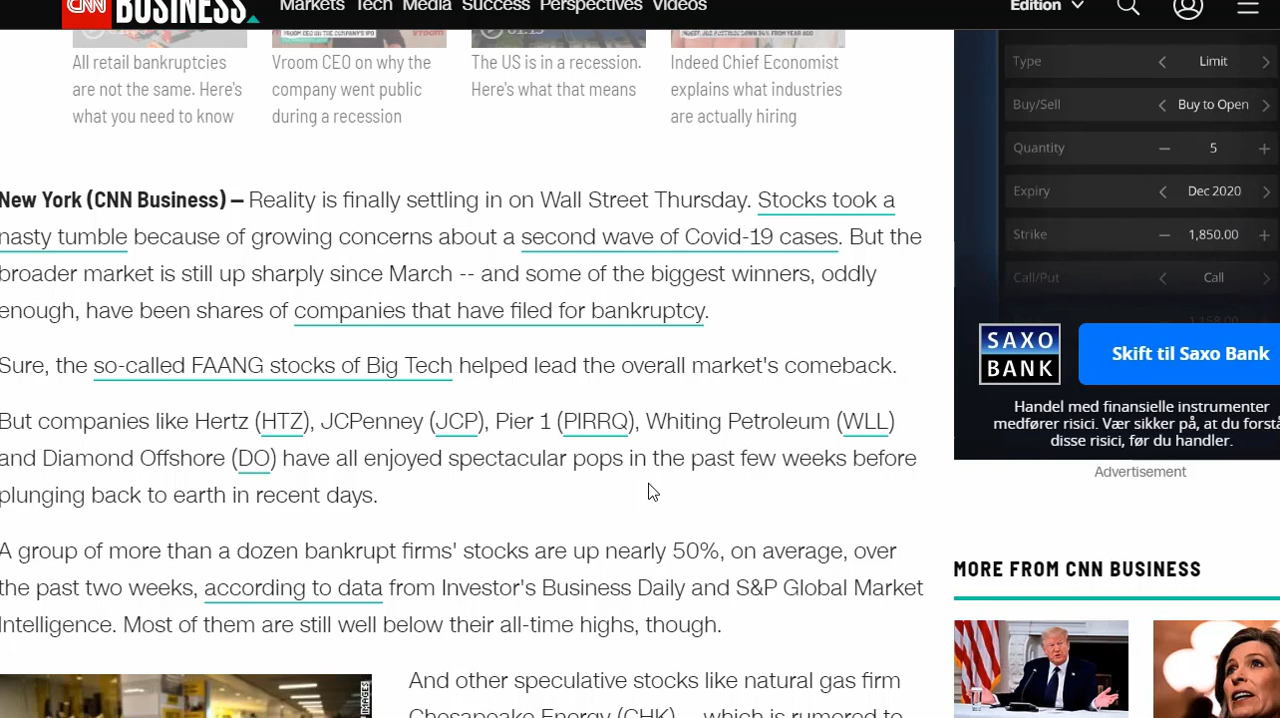 CNN BUSINESS
Markets Tech Media Success Perspectives Videos
Edition
All retail bankruptcies
are not the same. Here's
what you need to know
Vroom CEO on why the
company went public
during a recession
The US is in a recession.
Here's what that means
Indeed Chief Economist
explains what industries
are actually hiring
New York (CNN Business) — Reality is finally settling in on Wall Street Thursday. Stocks took a
nasty tumble because of growing concerns about a second wave of Covid-19 cases. But the
broader market is still up sharply since March -- and some of the biggest winners, oddly
enough, have been shares of companies that have filed for bankruptcy.
Sure, the so-called FAANG stocks of Big Tech helped lead the overall market's comeback.
But companies like Hertz (HTZ), JCPenney (JCP), Pier 1 (PIRRQ), Whiting Petroleum (WLL)
and Diamond Offshore (DO) have all enjoyed spectacular pops in the past few weeks before
plunging back to earth in recent days.
A group of more than a dozen bankrupt firms' stocks are up nearly 50%, on average, over
the past two weeks, according to data from Investor's Business Daily and S&P Global Market
Intelligence. Most of them are still well below their all-time highs, though.
And other speculative stocks like natural gas firm
Chesapeake Energy (CHK) -- which is rumored to
Type Limit
Buy/Sell Buy to Open
Quantity 5
Expiry Dec 2020
Strike 1,850.00
Call/Put Call
SAXO
BANK
Skift til Saxo Bank
Handel med finansielle instrumenter
medfører risici. Vær sikker på, at du forstå
disse risici, før du handler.
Advertisement
MORE FROM CNN BUSINESS